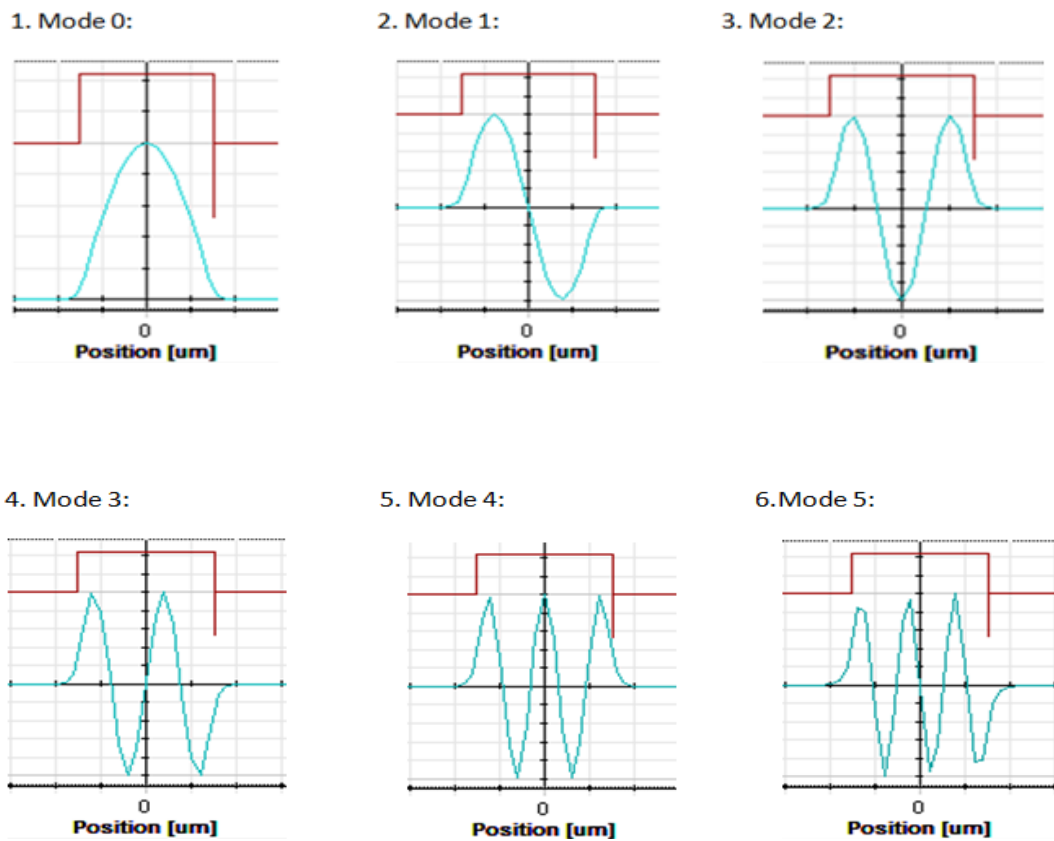 1. Mode 0:
2. Mode 1:
3. Mode 2:
0
Position [um]
0
Position [um]
0
Position [um]
4. Mode 3:
5. Mode 4:
6.Mode 5:
0
Position [um]
0
Position [um]
0
Position [um]